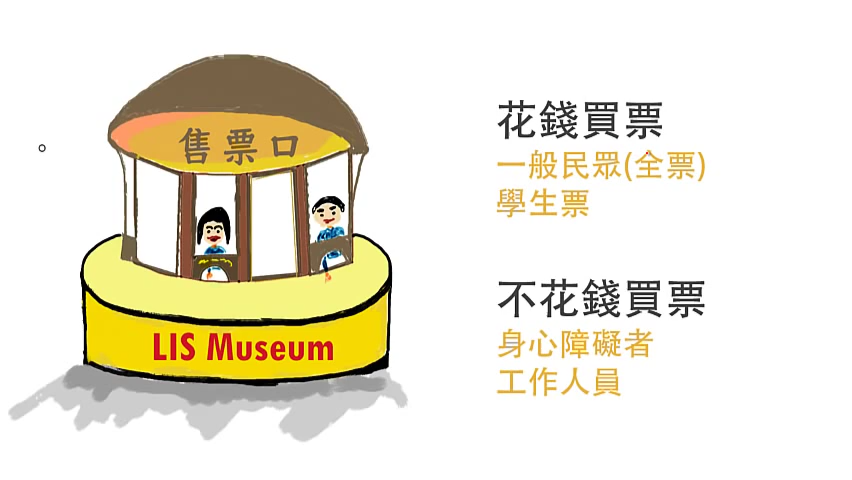 。
售票口
LIS Museum
花錢買票
一般民眾(全票)
學生票
不花錢買票
身心障礙者
工作人員